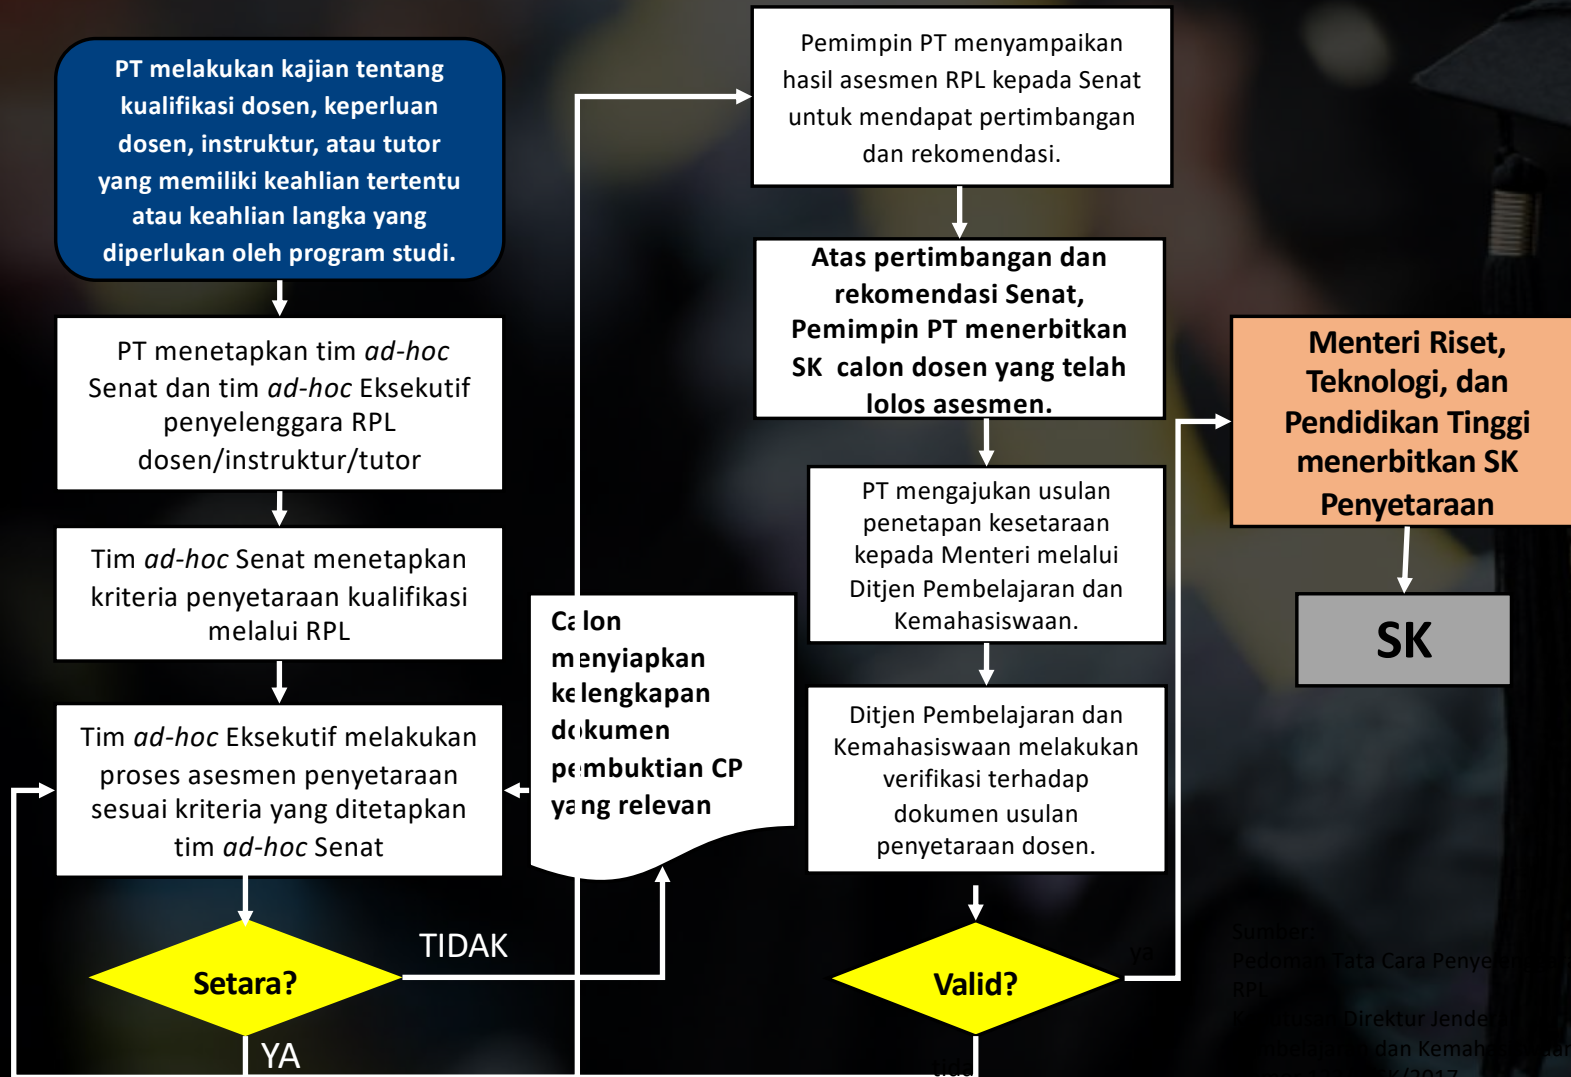 PT melakukan kajian tentang
kualifikasi dosen, keperluan
dosen, instruktur, atau tutor
yang memiliki keahlian tertentu
atau keahlian langka yang
diperlukan oleh program studi.
PT menetapkan tim ad-hoc
Senat dan tim ad-hoc Eksekutif
penyelenggara RPL
dosen/instruktur/tutor
Tim ad-hoc Senat menetapkan
kriteria penyetaraan kualifikasi
melalui RPL
Tim ad-hoc Eksekutif melakukan
proses asesmen penyetaraan
sesuai kriteria yang ditetapkan
tim ad-hoc Senat
Setara?
TIDAK
YA
Calon
menyiapkan
kelengkapan
dokumen
pembuktian CP
yang relevan
Pemimpin PT menyampaikan
hasil asesmen RPL kepada Senat
untuk mendapat pertimbangan
dan rekomendasi.
Atas pertimbangan dan
rekomendasi Senat,
Pemimpin PT menerbitkan
SK calon dosen yang telah
lolos asesmen.
PT mengajukan usulan
penetapan kesetaraan
kepada Menteri melalui
Ditjen Pembelajaran dan
Kemahasiswaan.
Ditjen Pembelajaran dan
Kemahasiswaan melakukan
verifikasi terhadap
dokumen usulan
penyetaraan dosen.
Valid?
ya
Menteri Riset,
Teknologi, dan
Pendidikan Tinggi
menerbitkan SK
Penyetaraan
SK
Sumber:
Pedoman Tata Cara
RPL
Direktur
dan